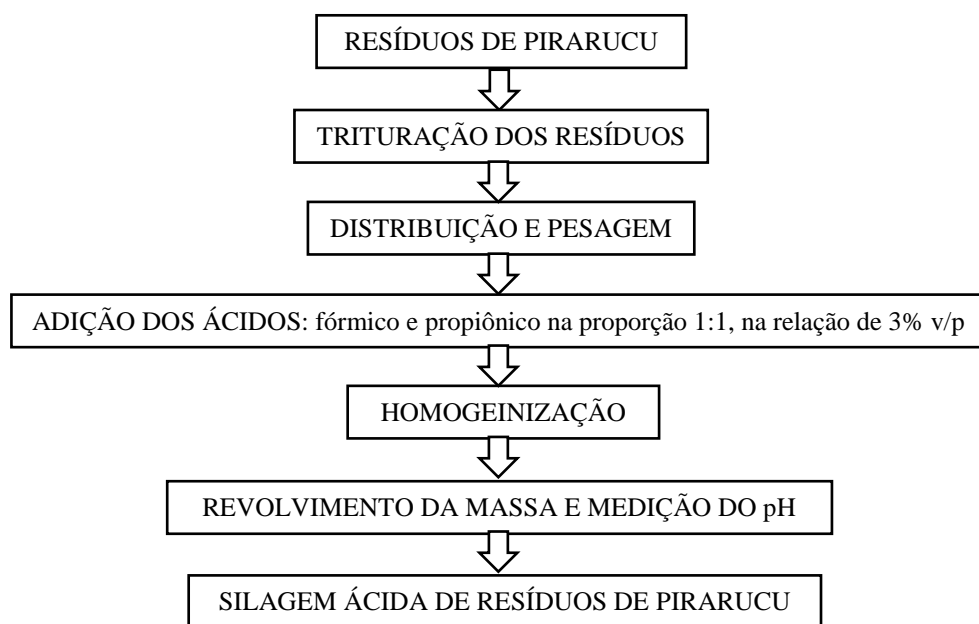 RESÍDUOS DE PIRARUCU
TRITURAÇÃO DOS RESÍDUOS
DISTRIBUIÇÃO E PESAGEM
ADIÇÃO DOS ÁCIDOS: fórmico e propiônico na proporção 1:1, na relação de 3% v/p
HOMOGEINIZAÇÃO
REVOLVIMENTO DA MASSA E MEDIÇÃO DO pH
SILAGEM ÁCIDA DE RESÍDUOS DE PIRARUCU